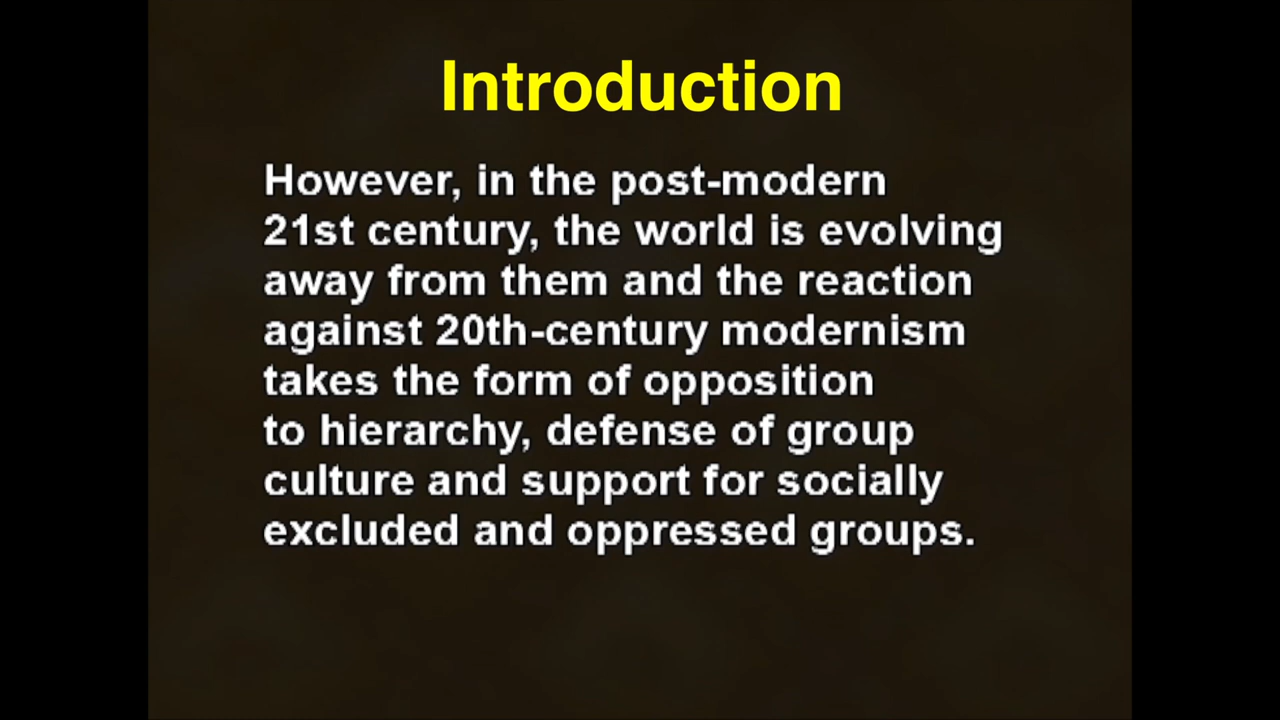 Introduction
However, in the post-modern
21st century, the world is evolving
away from them and the reaction
against 20th-century modernism
takes the form of opposition
to hierarchy, defense of group
culture and support for socially
excluded and oppressed groups.